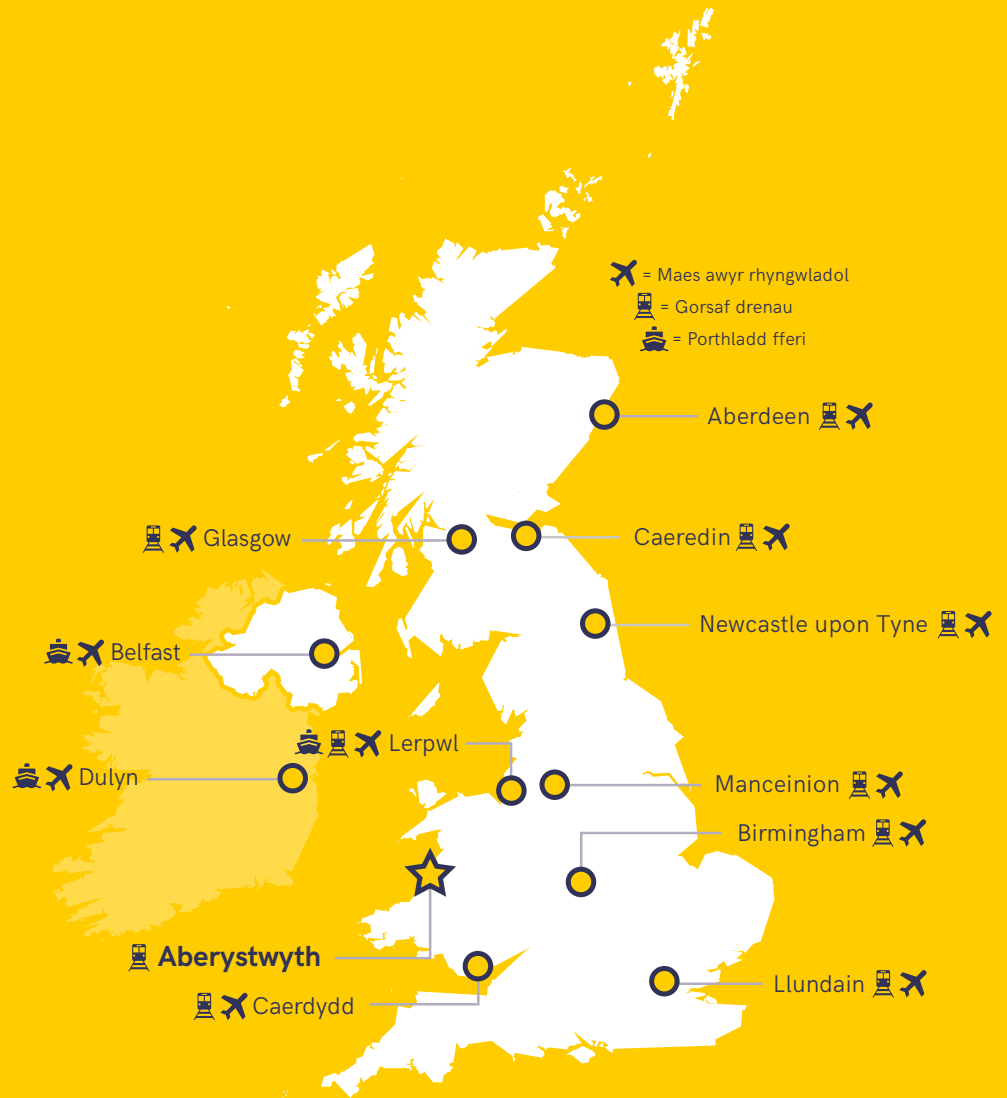 = Maes awyr rhyngwladol
= Gorsaf drenau
= Porthladd fferi
Aberdeen
Glasgow
Caeredin
Newcastle upon Tyne
Belfast
Lerpwl
Dulyn
Manceinion
Birmingham
Aberystwyth
Llundain
Caerdydd